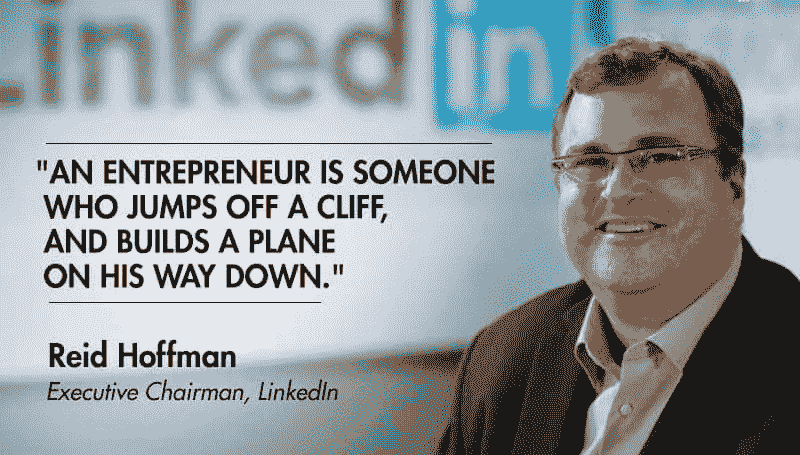 Linkedin
"AN ENTREPRENEUR IS SOMEONE
WHO JUMPS OFF A CLIFF,
AND BUILDS A PLANE
ON HIS WAY DOWN."
Reid Hoffman
Executive Chairman, LinkedIn